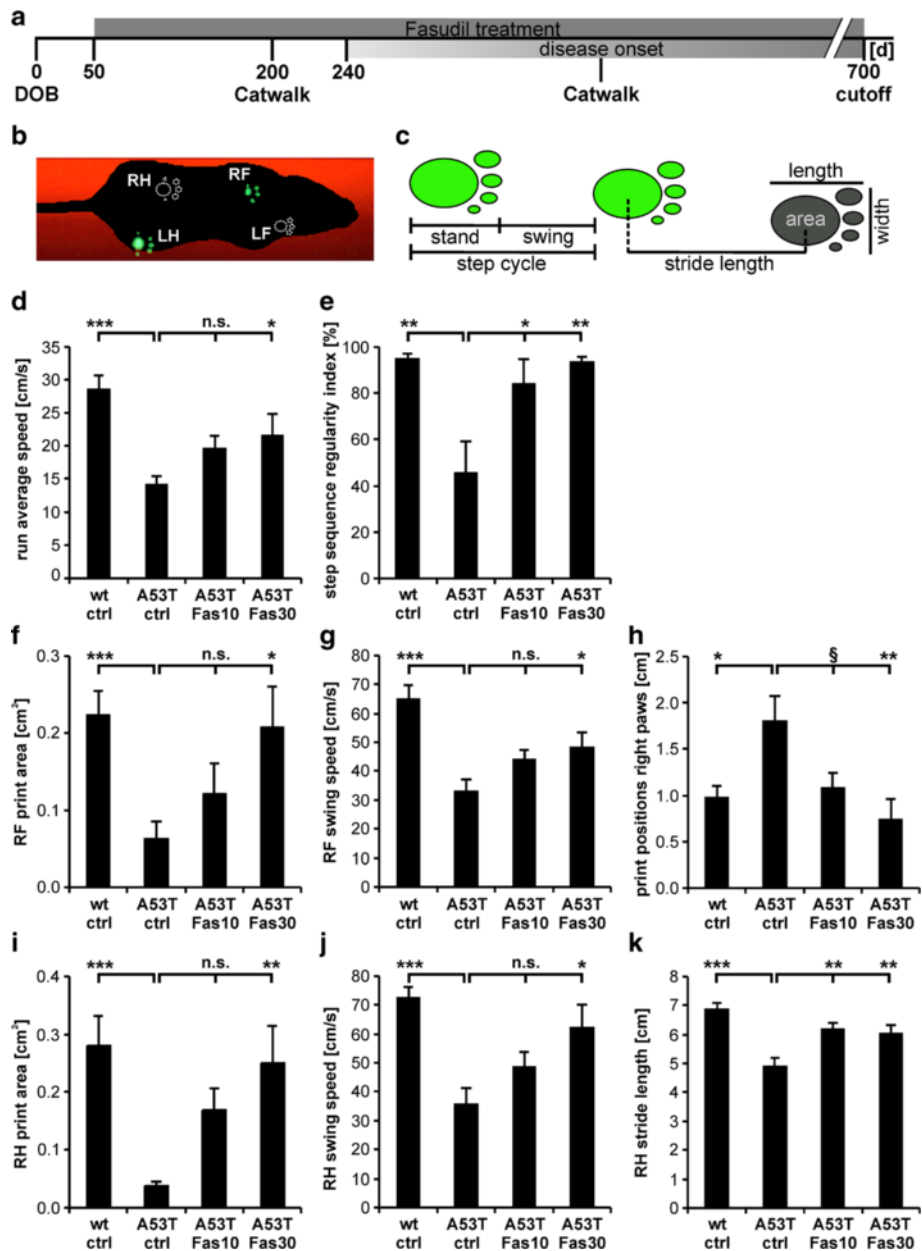 a
Fasudil treatment
disease onset
[d]
0
50
200
240
700
DOB
Catwalk
Catwalk
cutoff
b
RH
RF
LH
LF
c
length
area
width
stand
swing
step cycle
stride length
d
***
n.s.
*
run average speed [cm/s]
35
30
25
20
15
10
5
0
wt ctrl
A53T ctrl
A53T Fas10
A53T Fas30
e
**
*
**
step sequence regularity index [%]
100
80
60
40
20
0
wt ctrl
A53T ctrl
A53T Fas10
A53T Fas30
f
***
n.s.
*
RF print area [cm²]
0.3
0.2
0.1
0.0
wt ctrl
A53T ctrl
A53T Fas10
A53T Fas30
g
***
n.s.
*
RF swing speed [cm/s]
80
70
60
50
40
30
20
10
0
wt ctrl
A53T ctrl
A53T Fas10
A53T Fas30
h
*
§
**
print positions right paws [cm]
2.5
2.0
1.5
1.0
0.5
0.0
wt ctrl
A53T ctrl
A53T Fas10
A53T Fas30
i
***
n.s.
**
RH print area [cm²]
0.4
0.3
0.2
0.1
0.0
wt ctrl
A53T ctrl
A53T Fas10
A53T Fas30
j
***
n.s.
*
RH swing speed [cm/s]
80
70
60
50
40
30
20
10
0
wt ctrl
A53T ctrl
A53T Fas10
A53T Fas30
k
***
**
**
RH stride length [cm]
8
7
6
5
4
3
2
1
0
wt ctrl
A53T ctrl
A53T Fas10
A53T Fas30